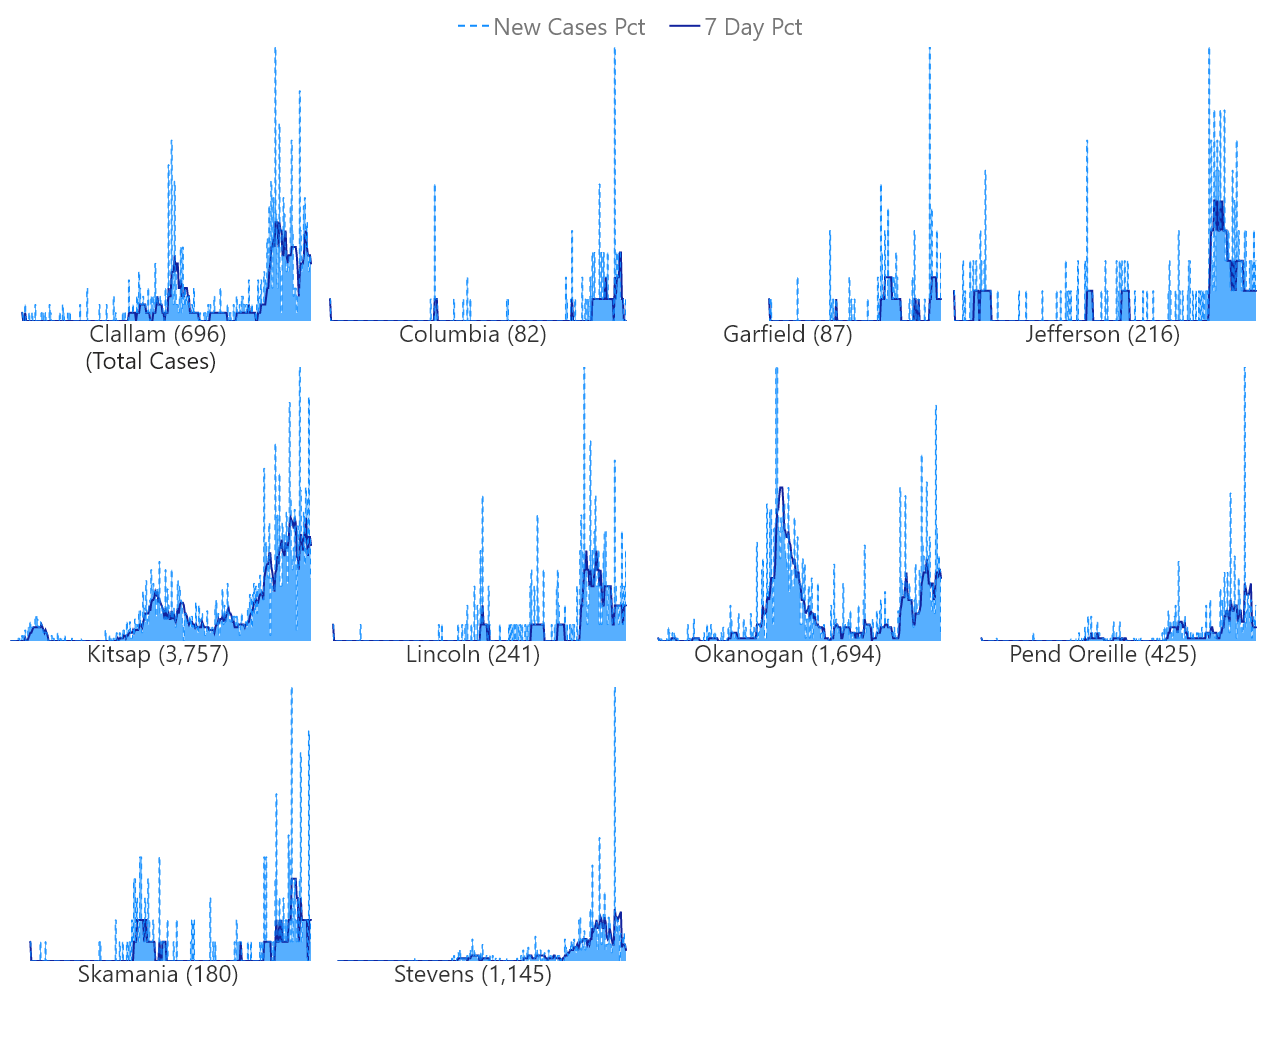 New Cases Pct 7 Day Pct
Clallam (696) Columbia (82) Garfield (87) Jefferson (216)
(Total Cases)
Kitsap (3,757) Lincoln (241) Okanogan (1,694) Pend Oreille (425)
Skamania (180) Stevens (1,145)